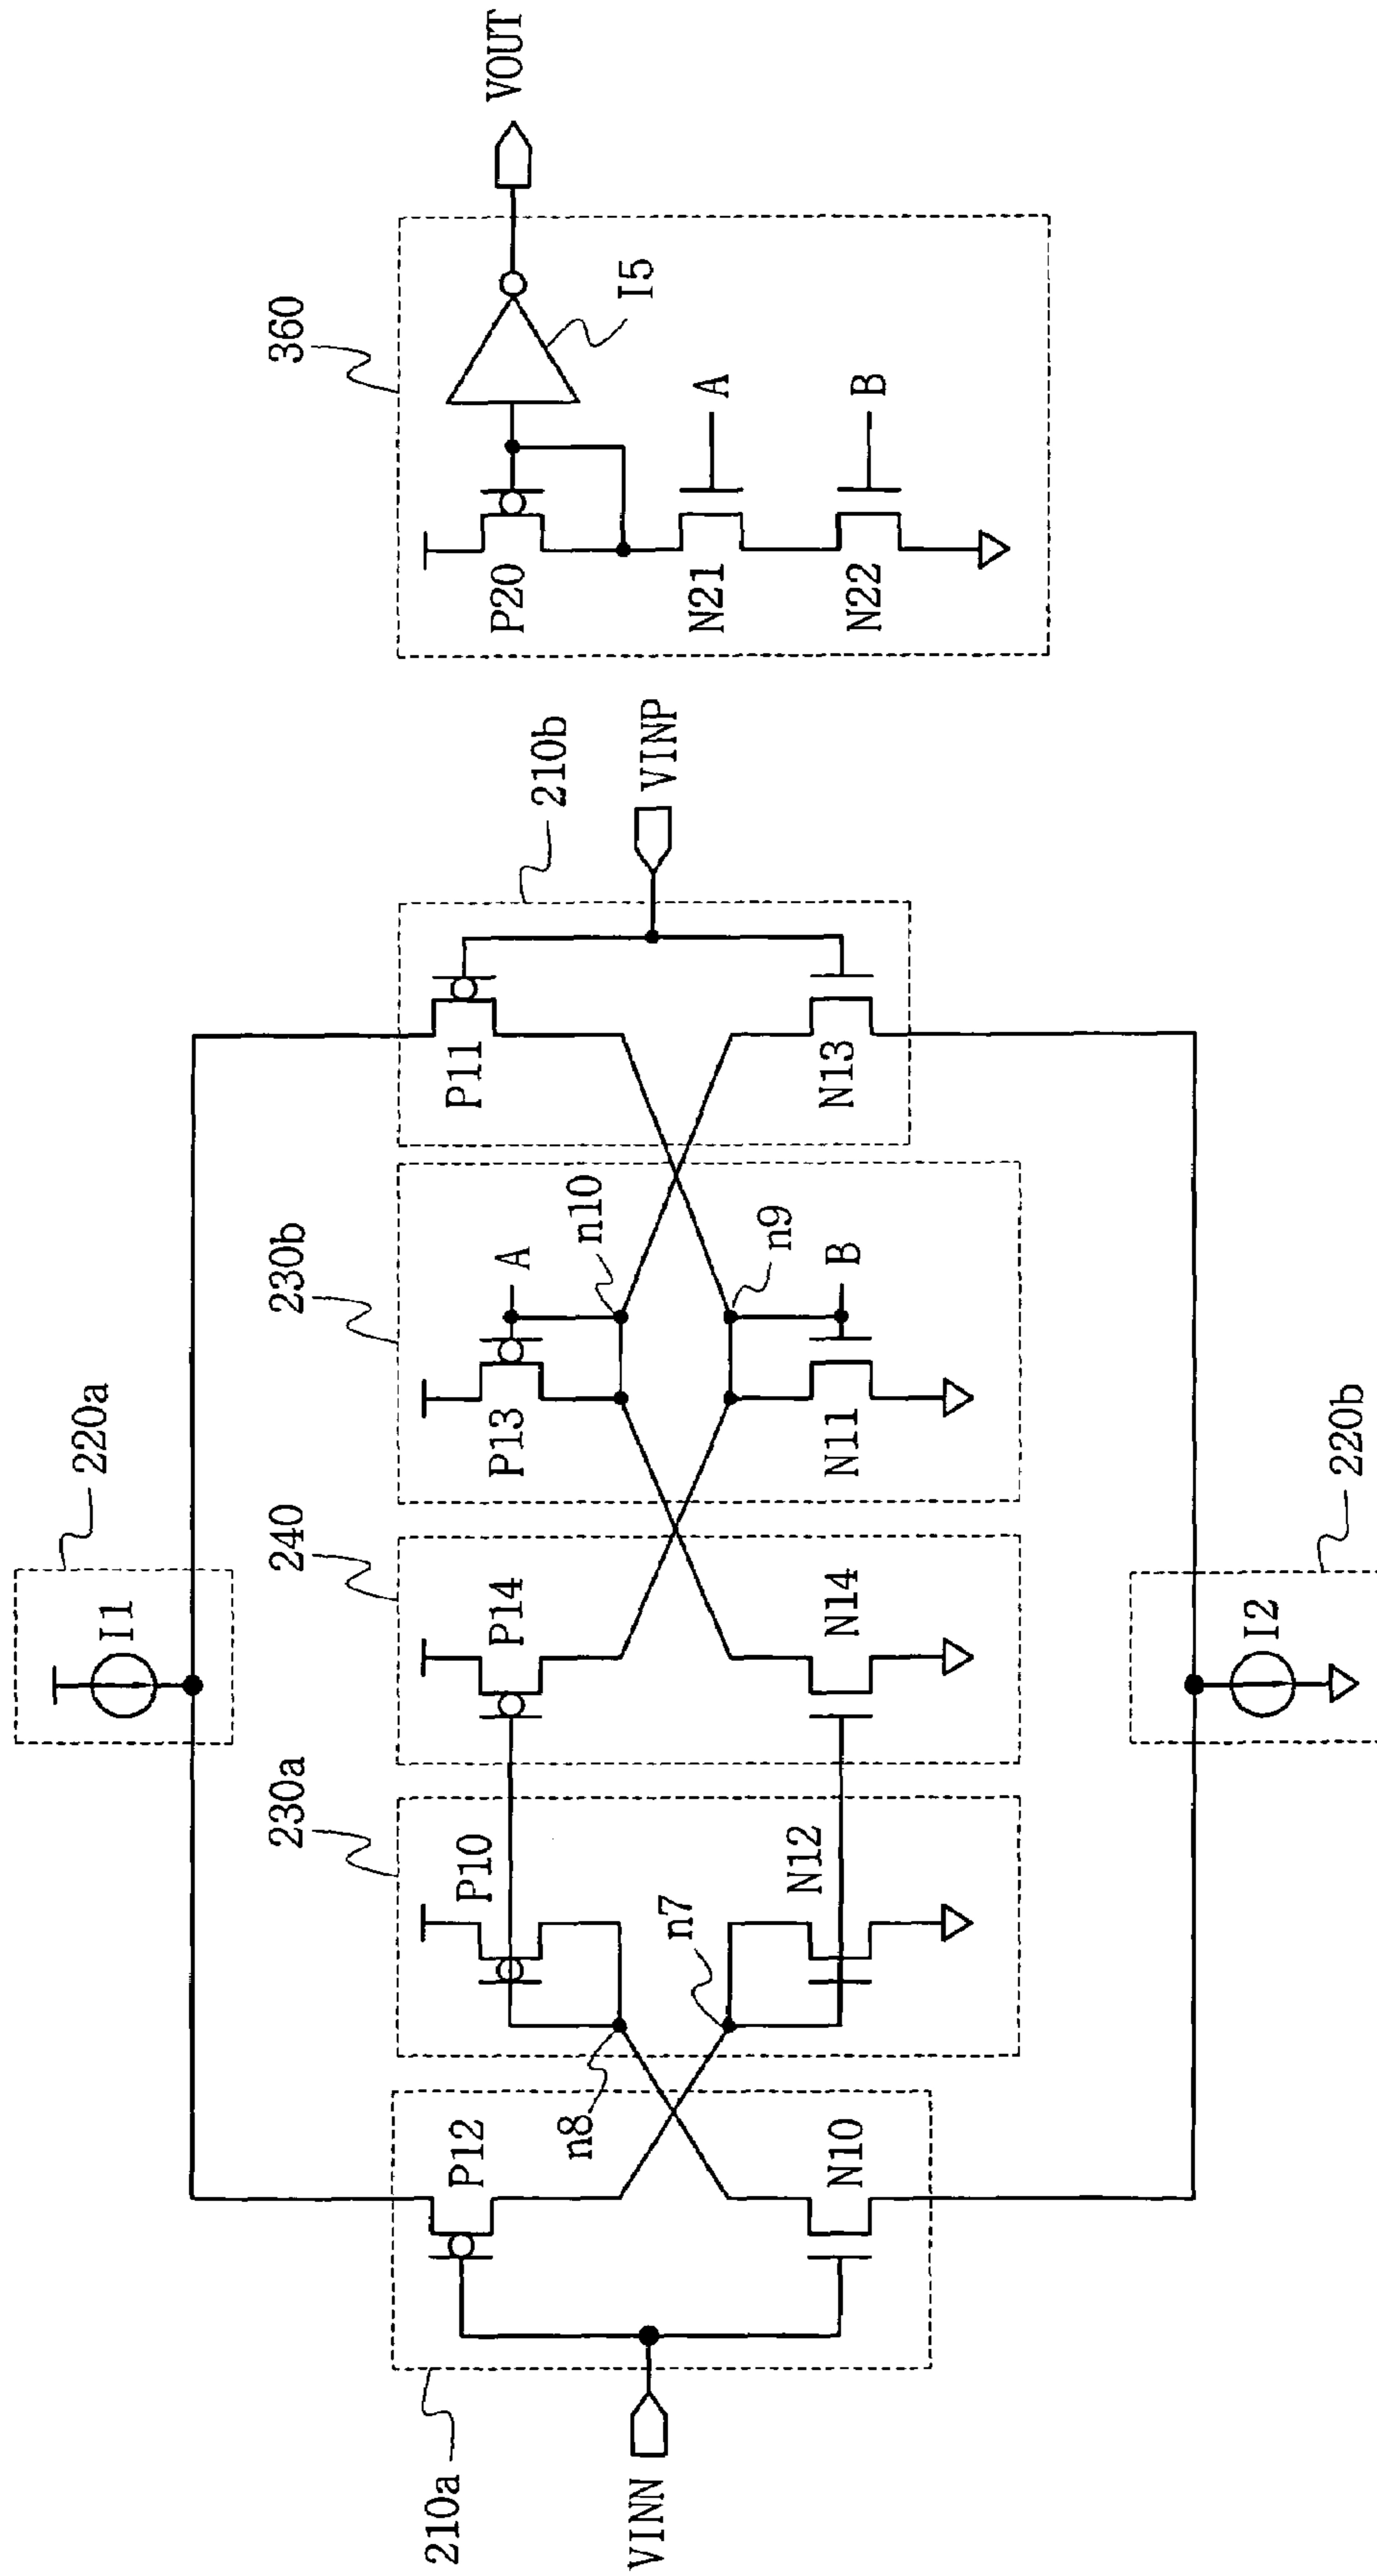 220a
I1
210a
VINN
P12
N10
n8
n7
230a
P10
N12
240
P14
N14
230b
P13
A
n10
n9
N11
B
210b
P11
N13
VINP
220b
I2
360
P20
I5
N21
A
N22
B
VOUT